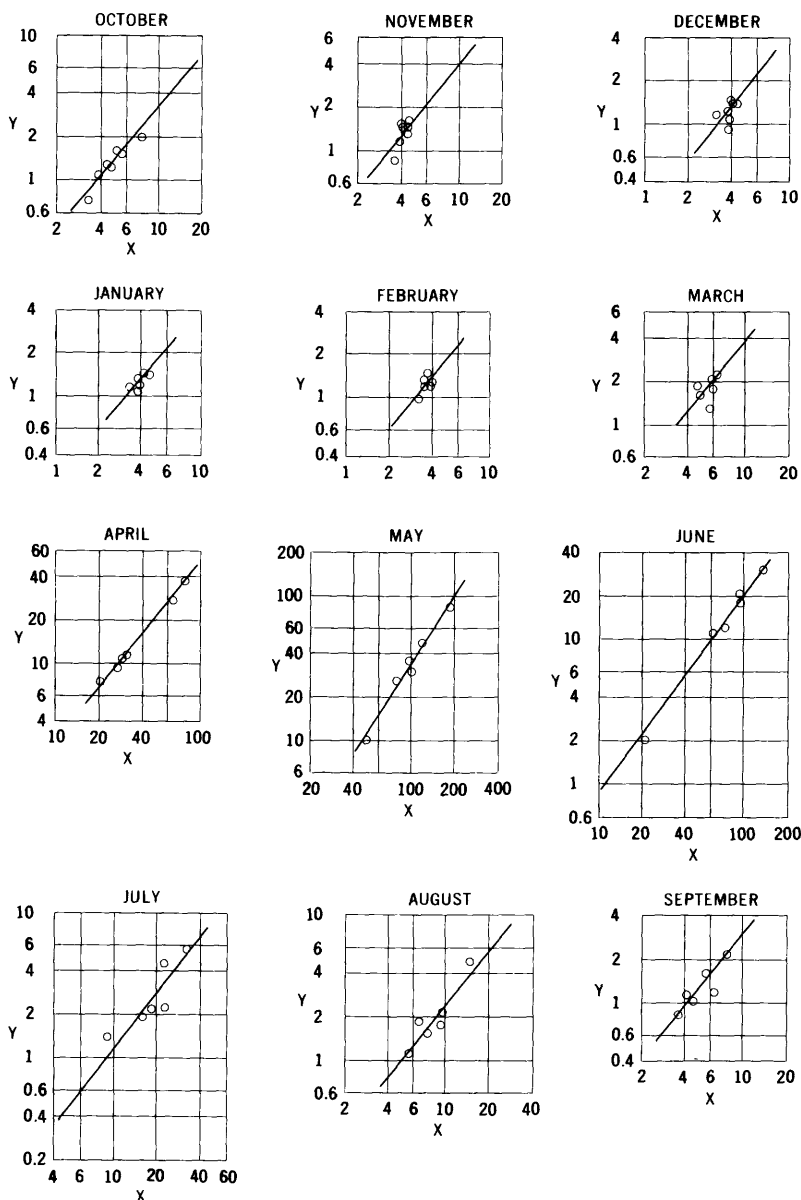 OCTOBER
10
6
4
Y
2
1
0.6
2 4 6 10 20
X
NOVEMBER
6
4
Y
2
1
0.6
2 4 6 10 20
X
DECEMBER
4
2
Y
1
0.6
0.4
1 2 4 6 10
X
JANUARY
4
2
Y
1
0.6
0.4
1 2 4 6 10
X
FEBRUARY
4
2
Y
1
0.6
0.4
1 2 4 6 10
X
MARCH
6
4
Y
2
1
0.6
2 4 6 10 20
X
APRIL
60
40
20
Y
10
6
4
10 20 40 100
X
MAY
200
100
60
40
Y
20
10
6
20 40 100 200 400
X
JUNE
40
20
10
Y
6
4
2
1
0.6
10 20 40 100 200
X
JULY
10
6
4
2
Y
1
0.6
0.4
0.2
4 6 10 20 40 60
X
AUGUST
10
6
4
Y
2
1
0.6
2 4 6 10 20 40
X
SEPTEMBER
4
2
Y
1
0.6
0.4
2 4 6 10 20
X